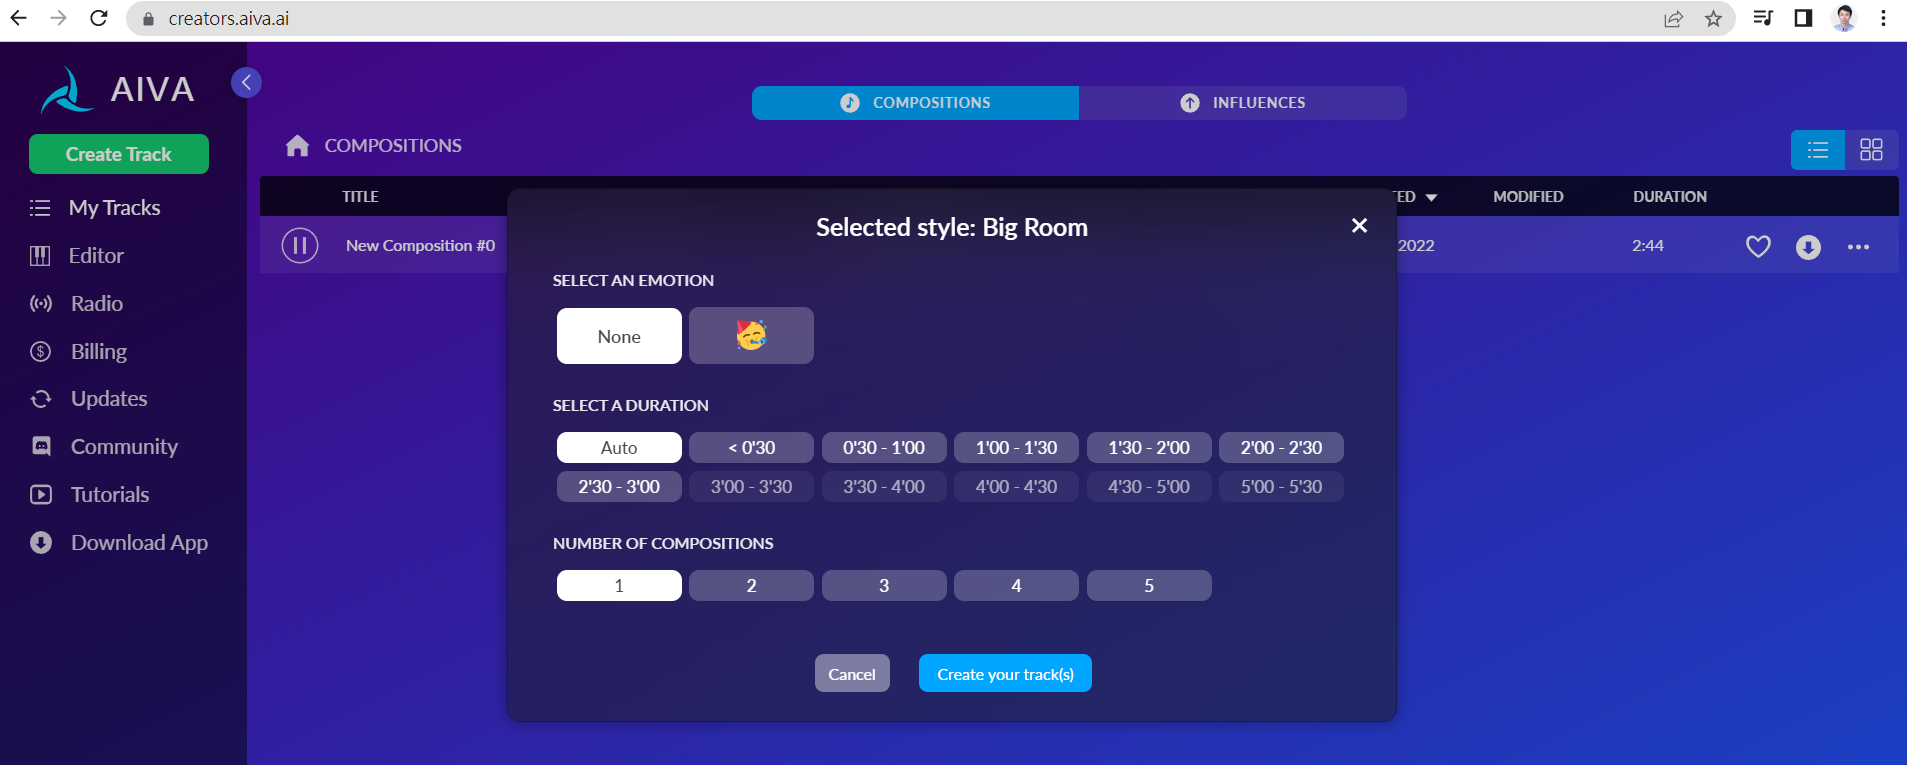 creators.aiva.ai
AIVA
Create Track
My Tracks
Editor
Radio
Billing
Updates
Community
Tutorials
Download App
COMPOSITIONS
INFLUENCES
COMPOSITIONS
TITLE
TED
MODIFIED
DURATION
New Composition #0
2022
2:44
Selected style: Big Room
SELECT AN EMOTION
None
SELECT A DURATION
Auto < 0'30 0'30 - 1'00 1'00 - 1'30 1'30 - 2'00 2'00 - 2'30
2'30 - 3'00 3'00 - 3'30 3'30 - 4'00 4'00 - 4'30 4'30 - 5'00 5'00 - 5'30
NUMBER OF COMPOSITIONS
1 2 3 4 5
Cancel
Create your track(s)